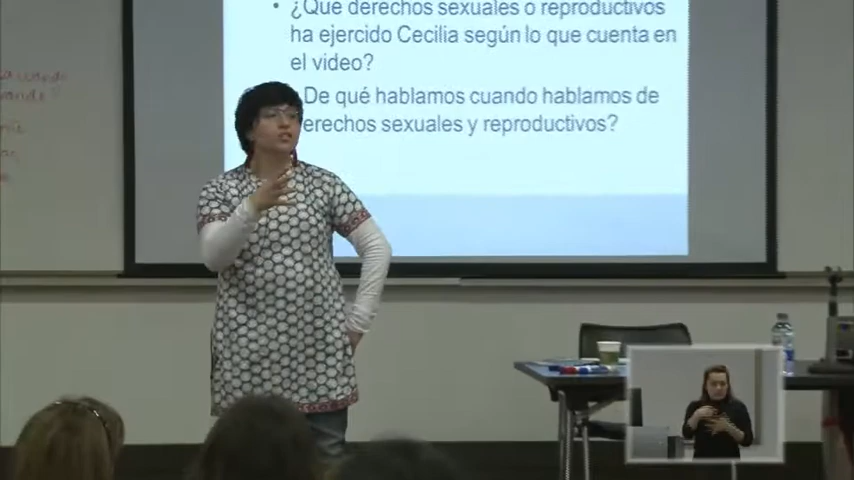 • ¿Qué derechos sexuales o reproductivos
ha ejercido Cecilia según lo que cuenta en
el video?
De qué hablamos cuando hablamos de
erechos sexuales y reproductivos?